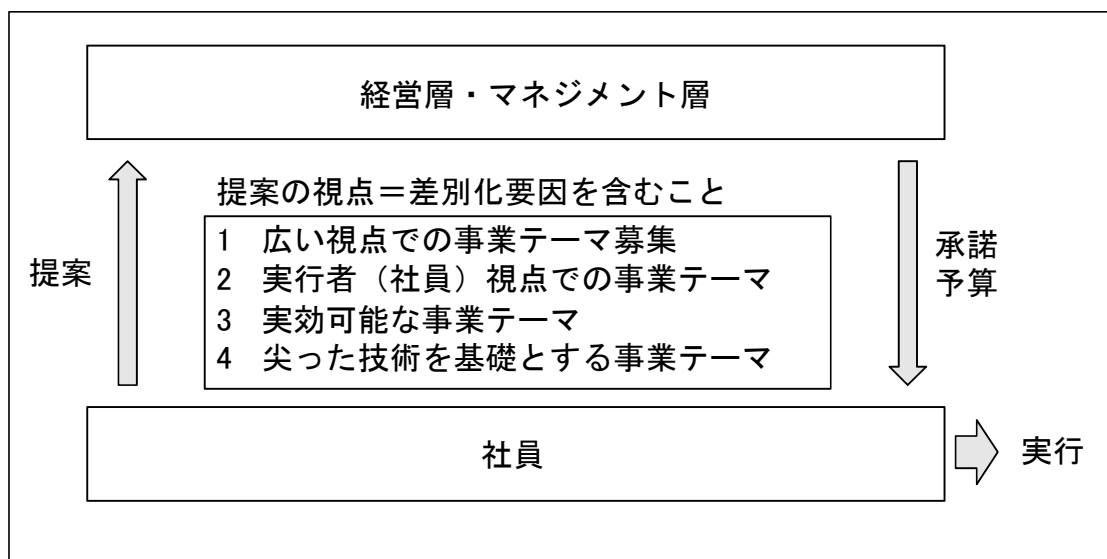 経営層・マネジメント層
提案の視点＝差別化要因を含むこと
1 広い視点での事業テーマ募集
2 実行者（社員）視点での事業テーマ
3 実効可能な事業テーマ
4 尖った技術を基礎とする事業テーマ
提案
承諾
予算
社員
実行